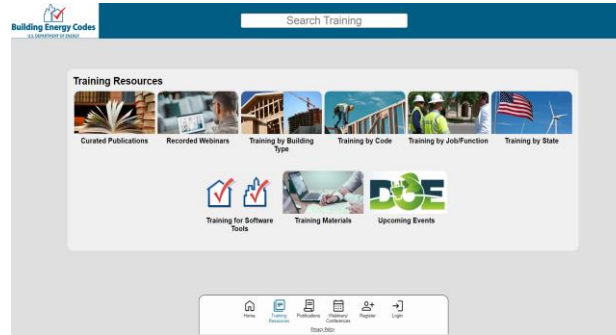 Building Energy Codes
U.S. DEPARTMENT OF ENERGY
Search Training
Training Resources
Curated Publications
Recorded Webinars
Training by Building
Type
Training by Code
Training by Job/Function
Training by State
Training for Software
Tools
Training Materials
DOE
Upcoming Events
Home
Training
Resources
Publications
Webinars/
Conferences
Register
Login
Privacy Policy